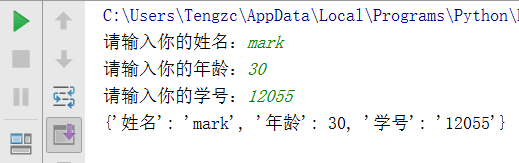 C:\Users\Tengzc\AppData\Local\Programs\Python\
请输入你的姓名：mark
请输入你的年龄：30
请输入你的学号：12055
{'姓名': 'mark', '年龄': 30, '学号': '12055'}